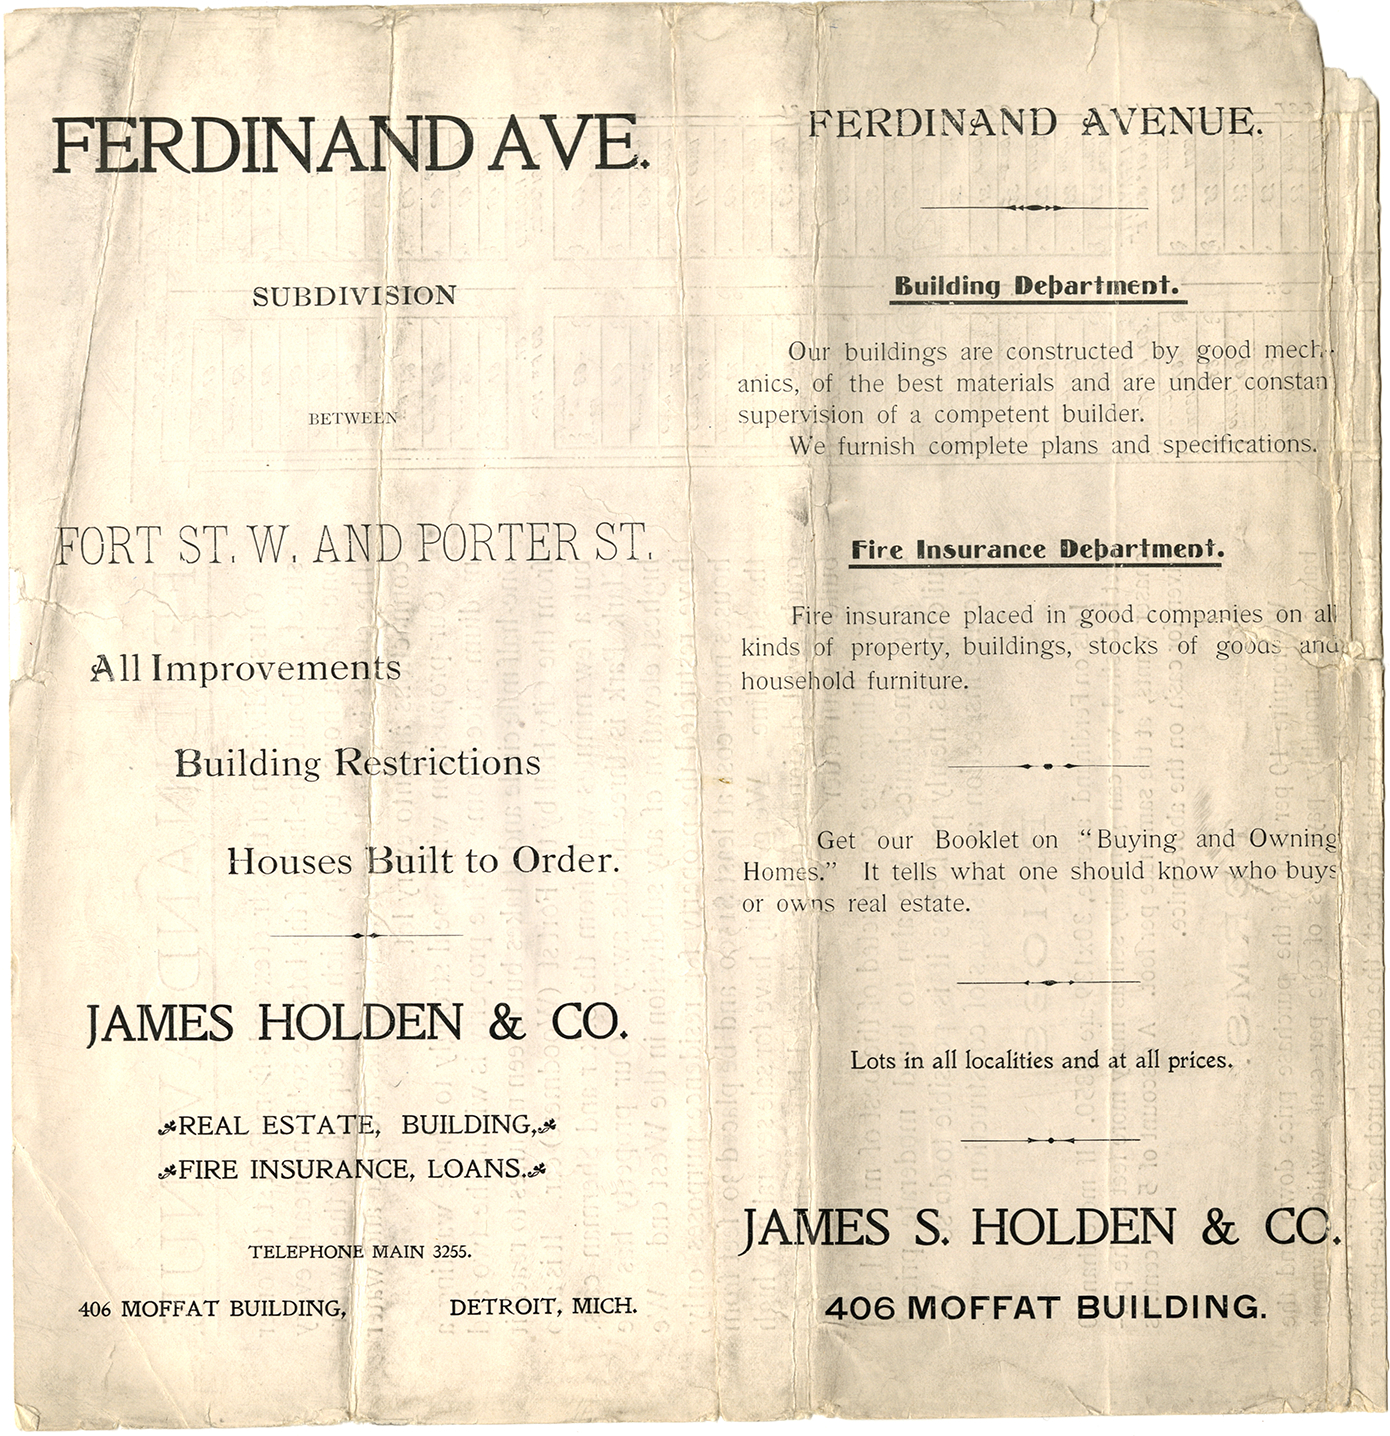 FERDINAND AVE.
SUBDIVISION
BETWEEN
FORT ST. W. AND PORTER ST.
All Improvements
Building Restrictions
Houses Built to Order.
JAMES HOLDEN & CO.
REAL ESTATE, BUILDING,
FIRE INSURANCE, LOANS.
TELEPHONE MAIN 3255.
406 MOFFAT BUILDING, DETROIT, MICH.
FERDINAND AVENUE.
Building Department.
Our buildings are constructed by good mech-
anics, of the best materials and are under constan
supervision of a competent builder.
We furnish complete plans and specifications.
Fire Insurance Department.
Fire insurance placed in good companies on all
kinds of property, buildings, stocks of goods and
household furniture.
Get our Booklet on "Buying and Owning
Homes." It tells what one should know who buys
or owns real estate.
Lots in all localities and at all prices.
JAMES S. HOLDEN & CO.
406 MOFFAT BUILDING.